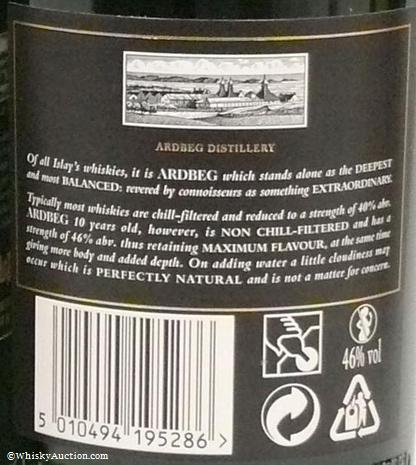 ARDBEG DISTILLERY
Of all Islay's whiskies, it is ARDBEG which stands alone as the DEEPEST
and most BALANCED: revered by connoisseurs as something EXTRAORDINARY.
Typically most whiskies are chill-filtered and reduced to a strength of 40% abv.
ARDBEG 10 years old, however, is NON CHILL-FILTERED and has a
strength of 46% abv. thus retaining MAXIMUM FLAVOUR, at the same time
giving more body and added depth. On adding water a little cloudiness may
occur which is PERFECTLY NATURAL and is not a matter for concern.
46% vol
5 010494 195286 >
©WhiskyAuction.com